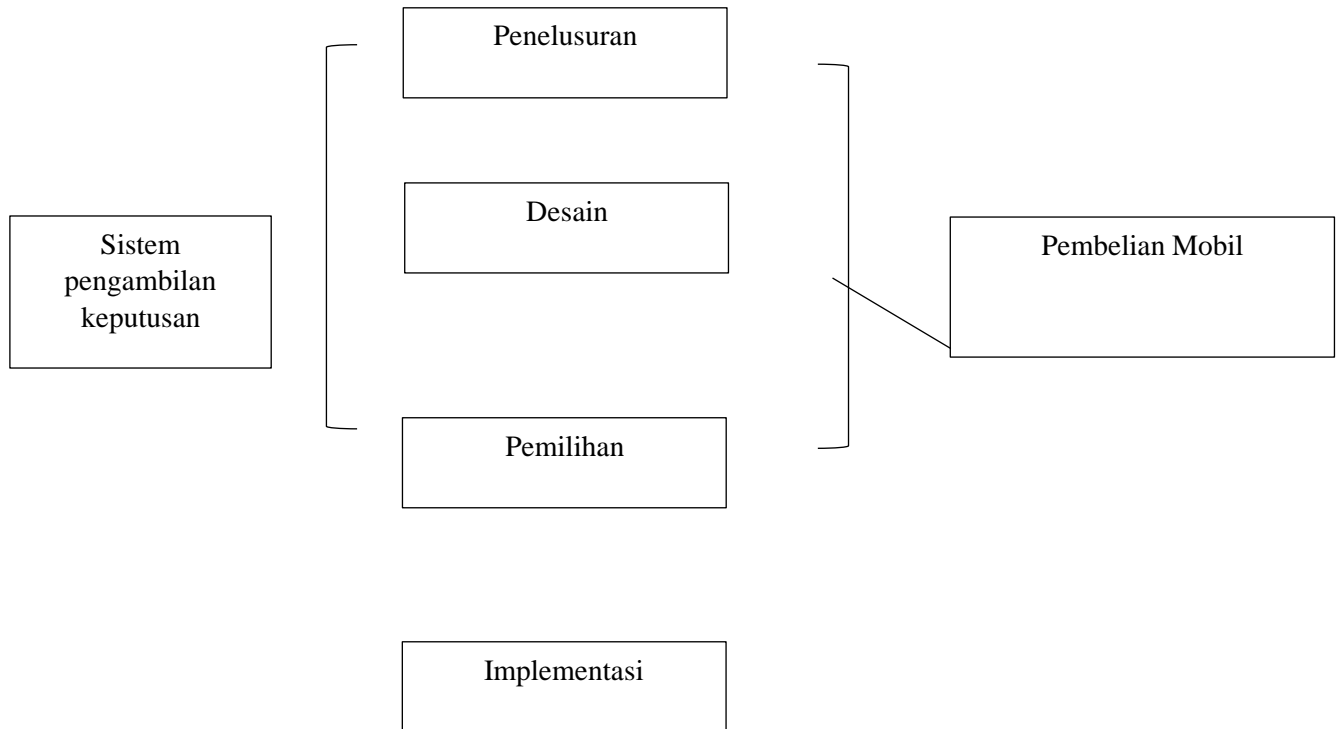 Penelusuran
Desain
Sistem
pengambilan
keputusan
Pembelian Mobil
Pemilihan
Implementasi